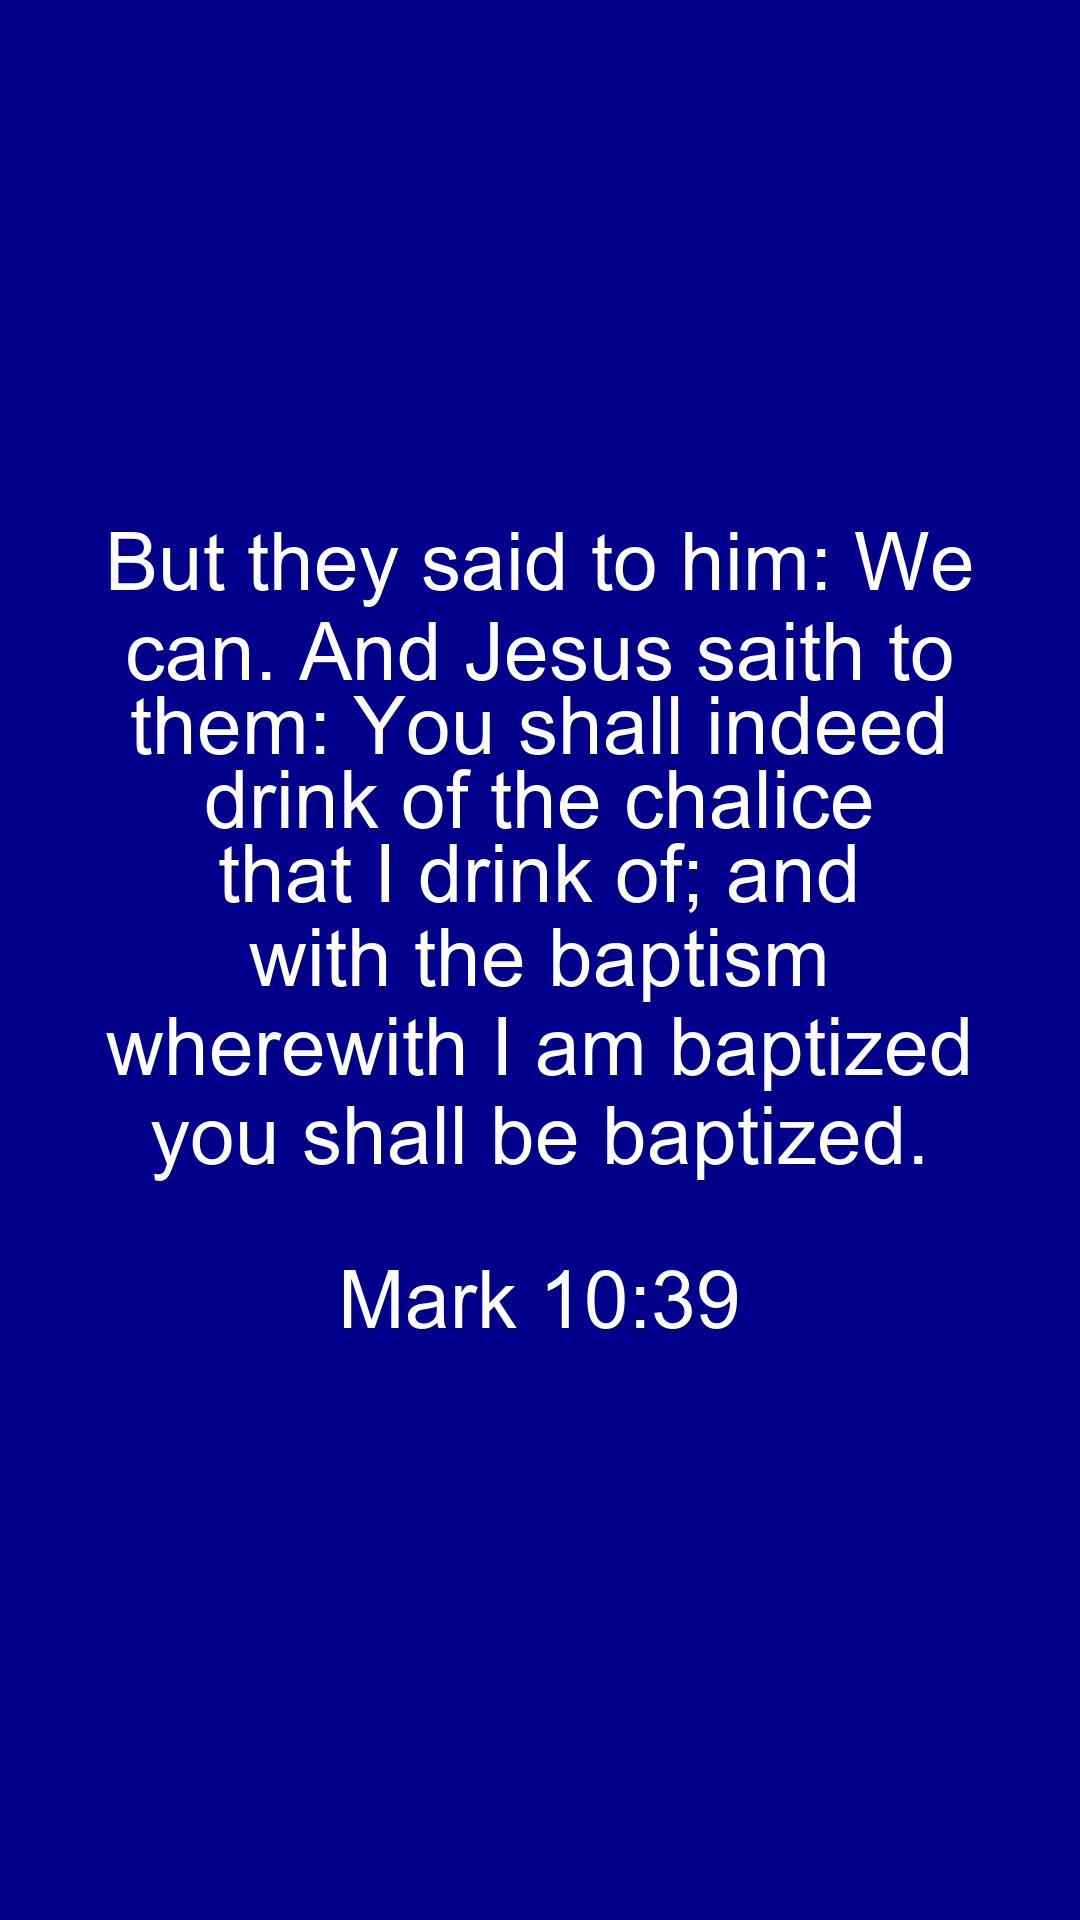 But they said to him: We
can. And Jesus saith to
them: You shall indeed
drink of the chalice
that I drink of; and
with the baptism
wherewith I am baptized
you shall be baptized.
Mark 10:39